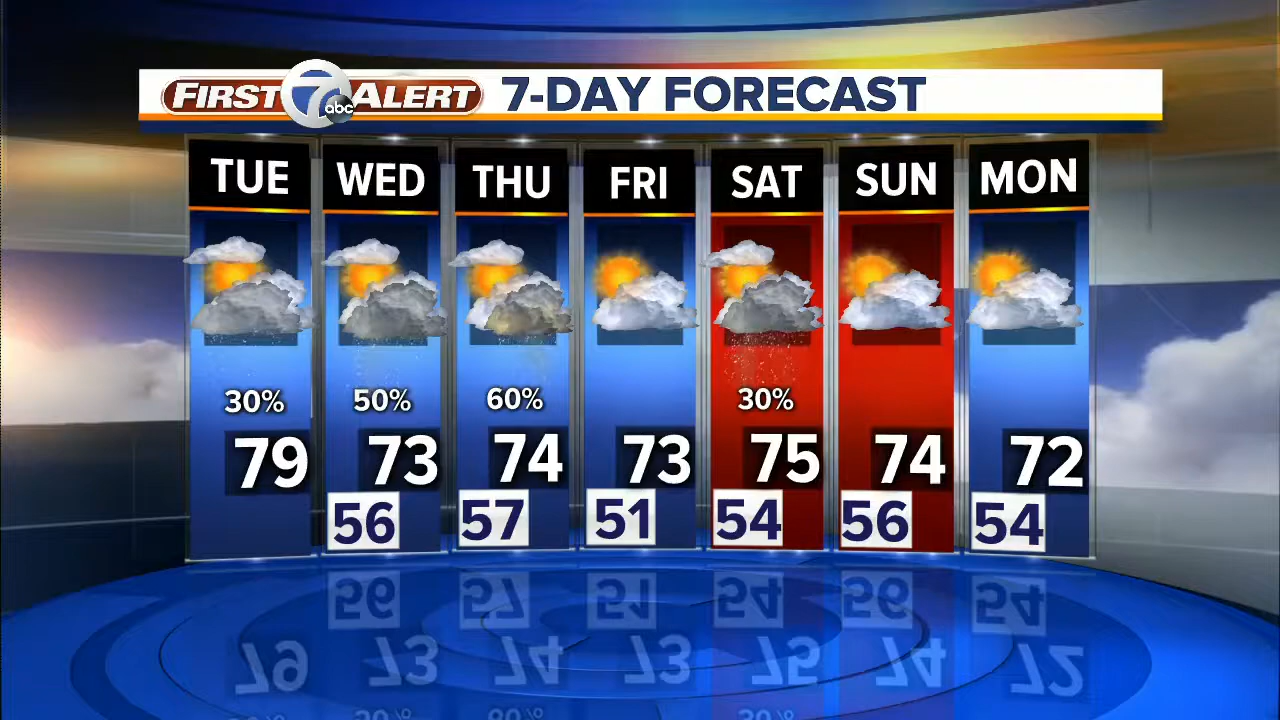 FIRST 7 abc ALERT 7-DAY FORECAST
TUE WED THU FRI SAT SUN MON
30% 50% 60% 30%
79 73 74 73 75 74 72
56 57 51 54 56 54